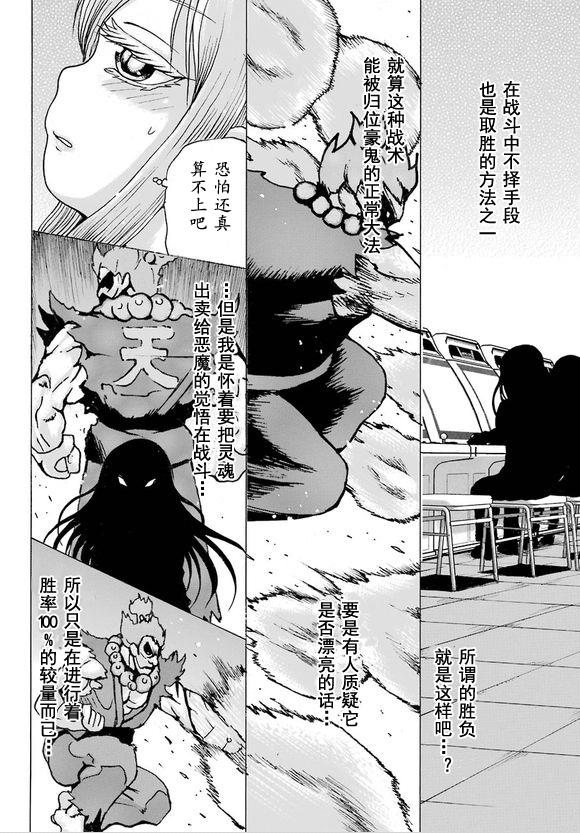 在战斗中不择手段
也是取胜的方法之一
所谓的胜负
就是这样吧…?
就算这种战术
能被归位豪鬼的正常大法
要是有人质疑它
是否漂亮的话…
恐怕还真
算不上吧
…但是我是怀着要把灵魂
出卖给恶魔的觉悟在战斗…
天
所以只是在进行着
胜率100%的较量而已…